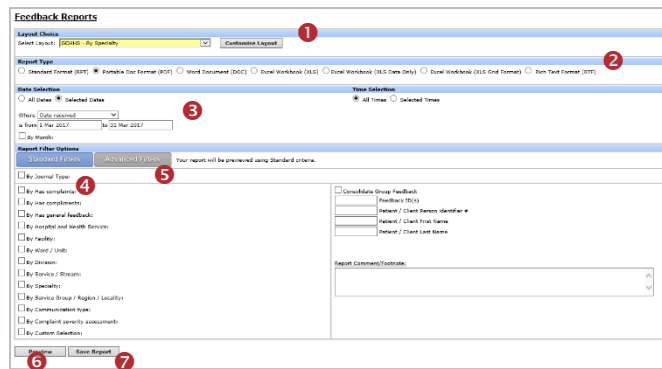 Feedback Reports
Layout Choice
1
Select Layout: GCHHS - By Specialty Customise Layout
Report Type
2
Standard Format (RPT) Portable Doc Format (PDF) Word Document (DOC) Excel Workbook (XLS) Excel Workbook (XLS Data Only) Excel Workbook (XLS Grid Format) Rich Text Format (RTF)
Date Selection Time Selection
All Dates Selected Dates All Times Selected Times
3
Where Date received
is from 1 Mar 2017 to 31 Mar 2017
By Month:
Report Filter Options
Standard Filters Advanced Filters Your report will be previewed using Standard criteria.
5
By Journal Type:
4
By Has complaints: Consolidate Group Feedback
By Has compliments: Feedback ID(s)
By Has general feedback: Patient / Client Person Identifier #
By Hospital and Health Service: Patient / Client First Name
By Facility: Patient / Client Last Name
By Ward / Unit:
By Division: Report Comment/Footnote:
By Service / Stream:
By Specialty:
By Service Group / Region / Locality:
By Communication type:
By Complaint severity assessment:
By Custom Selection:
Preview Save Report
6 7